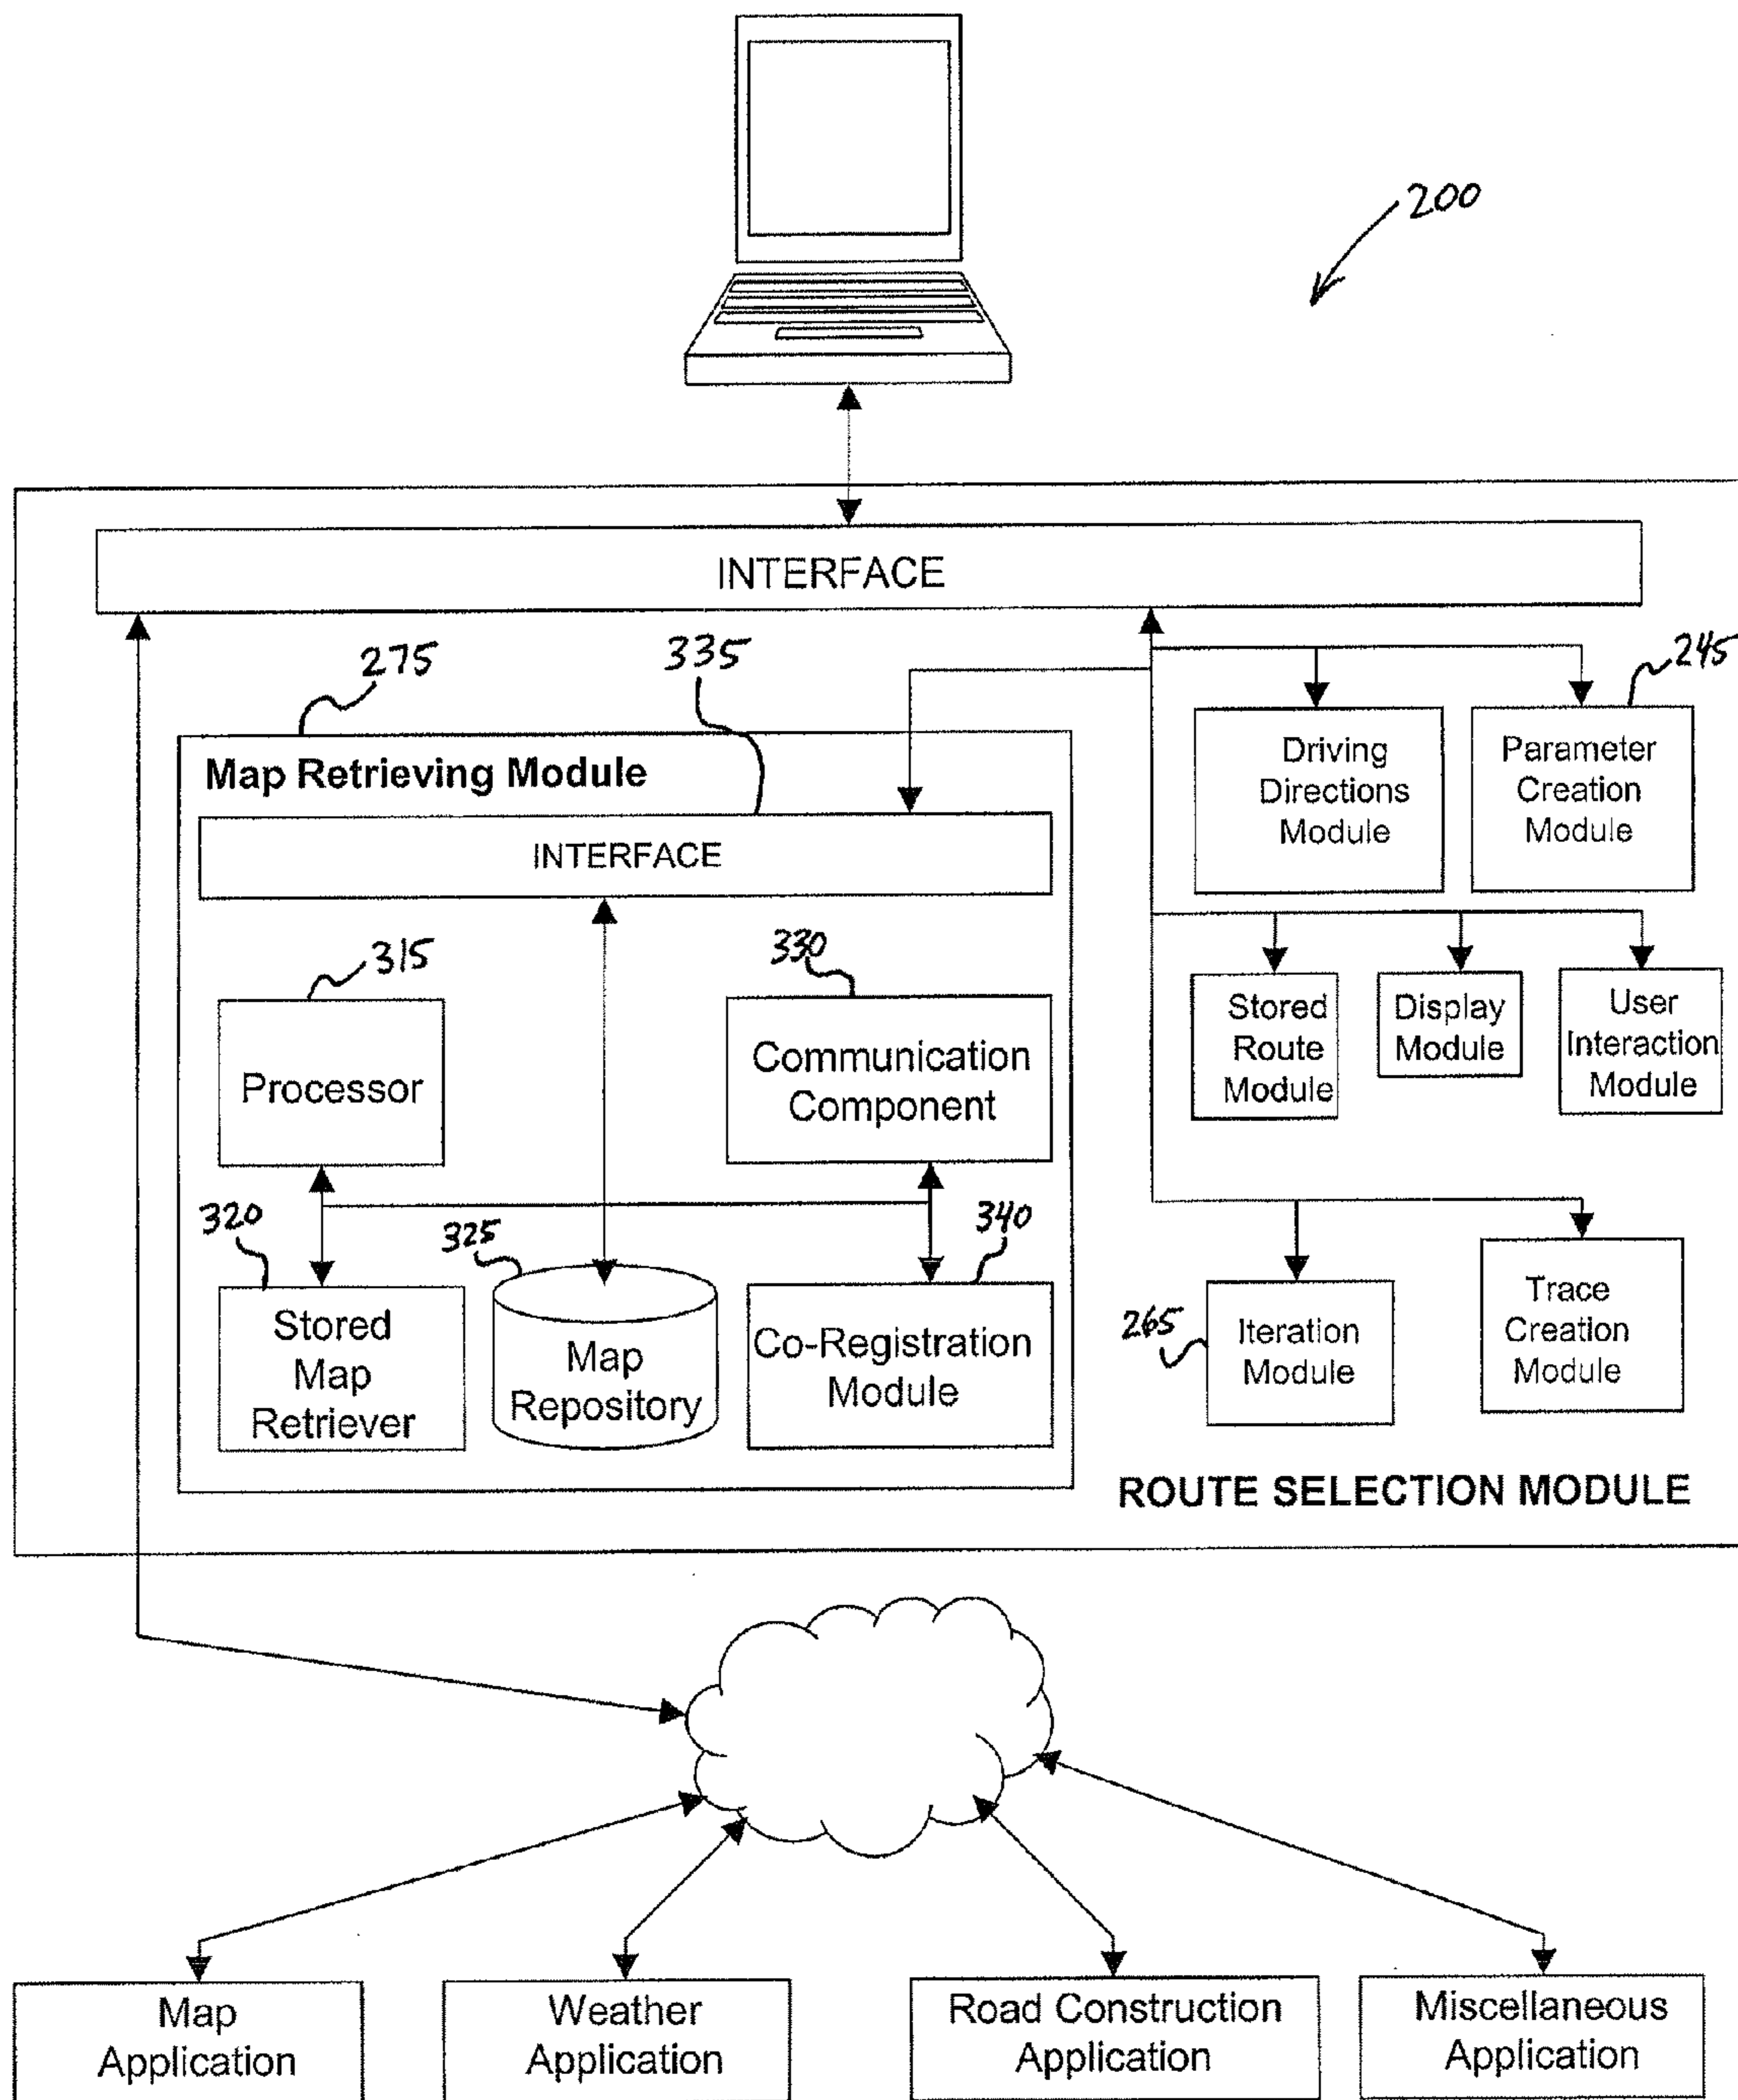 200
INTERFACE
275
335
245
Map Retrieving Module
INTERFACE
Driving
Directions
Module
Parameter
Creation
Module
315
330
Processor
Communication
Component
Stored
Route
Module
Display
Module
User
Interaction
Module
320
325
340
Stored
Map
Retriever
Map
Repository
Co-Registration
Module
265
Iteration
Module
Trace
Creation
Module
ROUTE SELECTION MODULE
Map
Application
Weather
Application
Road Construction
Application
Miscellaneous
Application